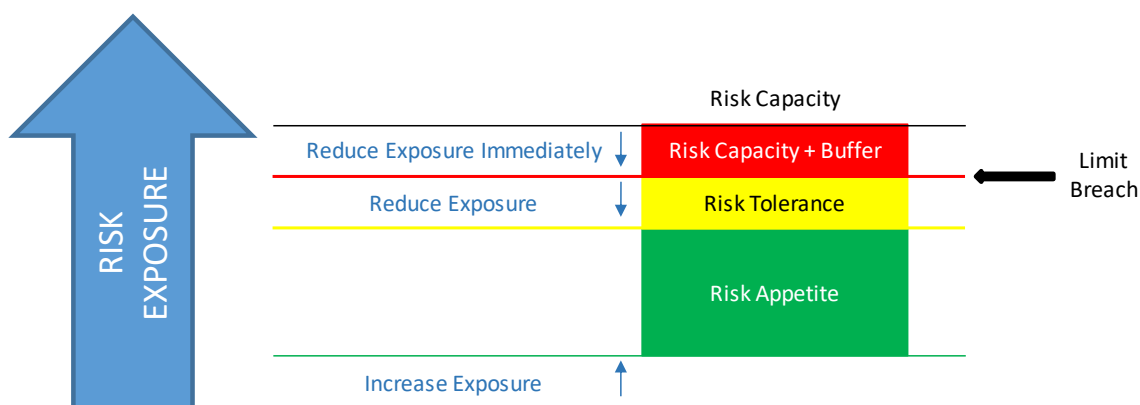 RISK
EXPOSURE
Risk Capacity
Reduce Exposure Immediately
Risk Capacity + Buffer
Limit
Breach
Reduce Exposure
Risk Tolerance
Risk Appetite
Increase Exposure